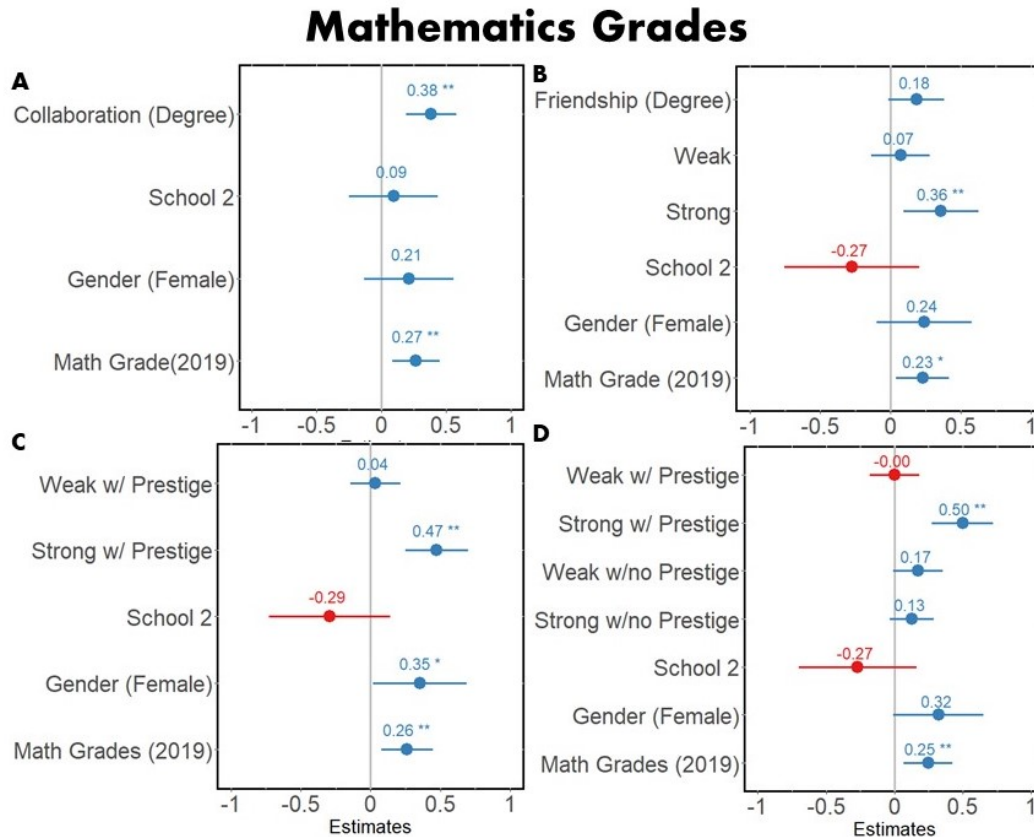 Mathematics Grades
A
Collaboration (Degree)
0.38 **
School 2
0.09
Gender (Female)
0.21
Math Grade(2019)
0.27 **
-1 -0.5 0 0.5 1
B
Friendship (Degree)
0.18
Weak
0.07
Strong
0.36 **
School 2
-0.27
Gender (Female)
0.24
Math Grade (2019)
0.23 *
-1 -0.5 0 0.5 1
C
Weak w/ Prestige
0.04
Strong w/ Prestige
0.47 **
School 2
-0.29
Gender (Female)
0.35 *
Math Grades (2019)
0.26 **
-1 -0.5 0 0.5 1
Estimates
D
Weak w/ Prestige
-0.00
Strong w/ Prestige
0.50 **
Weak w/no Prestige
0.17
Strong w/no Prestige
0.13
School 2
-0.27
Gender (Female)
0.32
Math Grades (2019)
0.25 **
-1 -0.5 0 0.5 1
Estimates